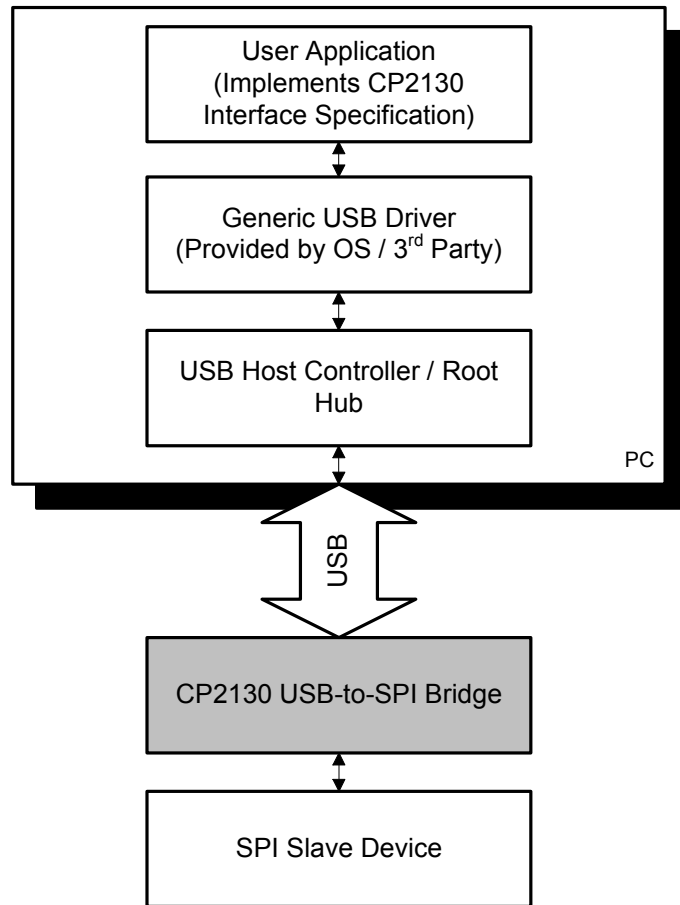 User Application
(Implements CP2130
Interface Specification)
Generic USB Driver
(Provided by OS / 3rd Party)
USB Host Controller / Root
Hub
PC
USB
CP2130 USB-to-SPI Bridge
SPI Slave Device